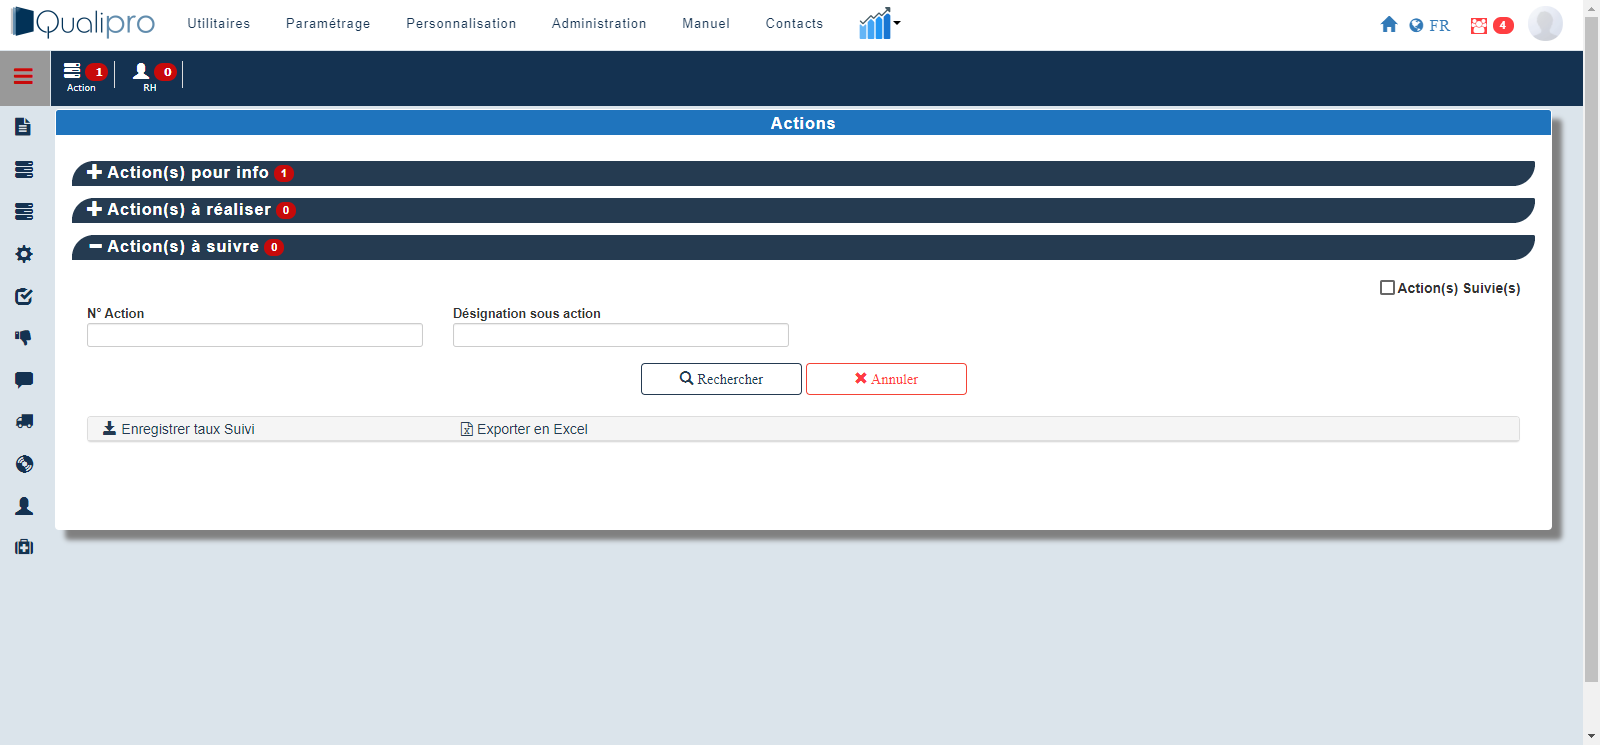 Qualipro
Utilitaires Paramétrage Personnalisation Administration Manuel Contacts
FR 4
1 0
Action RH
Actions
Action(s) pour info 1
Action(s) à réaliser 0
Action(s) à suivre 0
Action(s) Suivie(s)
N° Action Désignation sous action
Rechercher Annuler
Enregistrer taux Suivi Exporter en Excel